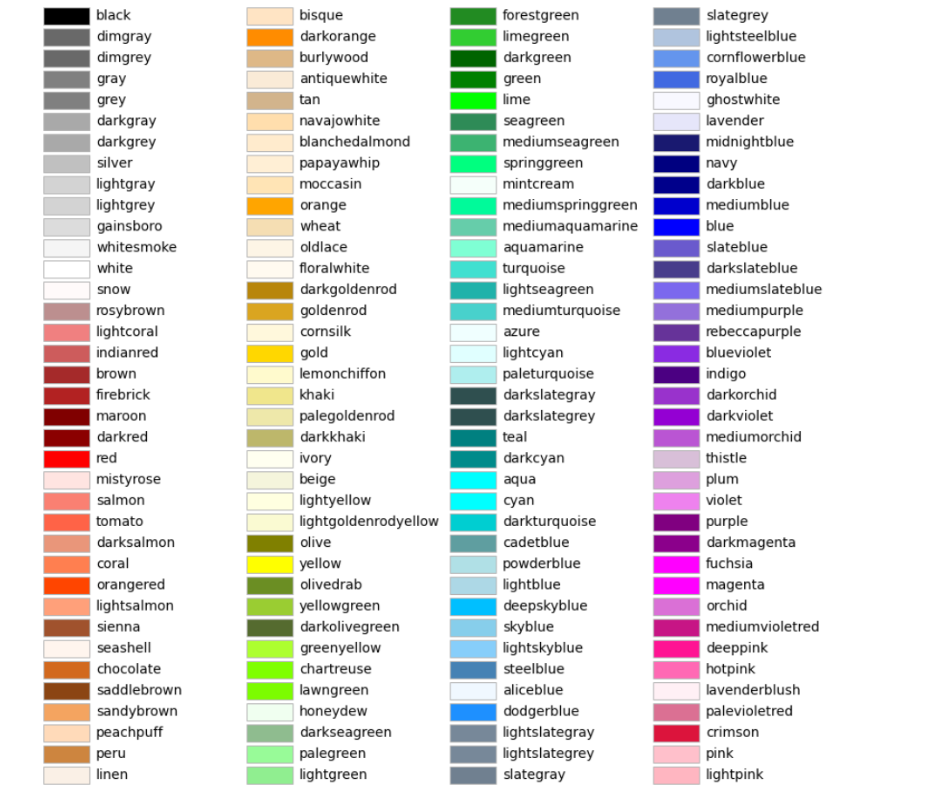 black
dimgray
dimgrey
gray
grey
darkgray
darkgrey
silver
lightgray
lightgrey
gainsboro
whitesmoke
white
snow
rosybrown
lightcoral
indianred
brown
firebrick
maroon
darkred
red
mistyrose
salmon
tomato
darksalmon
coral
orangered
lightsalmon
sienna
seashell
chocolate
saddlebrown
sandybrown
peachpuff
peru
linen
bisque
darkorange
burlywood
antiquewhite
tan
navajowhite
blanchedalmond
papayawhip
moccasin
orange
wheat
oldlace
floralwhite
darkgoldenrod
goldenrod
cornsilk
gold
lemonchiffon
khaki
palegoldenrod
darkkhaki
ivory
beige
lightyellow
lightgoldenrodyellow
olive
yellow
olivedrab
yellowgreen
darkolivegreen
greenyellow
chartreuse
lawngreen
honeydew
darkseagreen
palegreen
lightgreen
forestgreen
limegreen
darkgreen
green
lime
seagreen
mediumseagreen
springgreen
mintcream
mediumspringgreen
mediumaquamarine
aquamarine
turquoise
lightseagreen
mediumturquoise
azure
lightcyan
paleturquoise
darkslategray
darkslategrey
teal
darkcyan
aqua
cyan
darkturquoise
cadetblue
powderblue
lightblue
deepskyblue
skyblue
lightskyblue
steelblue
aliceblue
dodgerblue
lightslategray
lightslategrey
slategray
slategrey
lightsteelblue
cornflowerblue
royalblue
ghostwhite
lavender
midnightblue
navy
darkblue
mediumblue
blue
slateblue
darkslateblue
mediumslateblue
mediumpurple
rebeccapurple
blueviolet
indigo
darkorchid
darkviolet
mediumorchid
thistle
plum
violet
purple
darkmagenta
fuchsia
magenta
orchid
mediumvioletred
deeppink
hotpink
lavenderblush
palevioletred
crimson
pink
lightpink